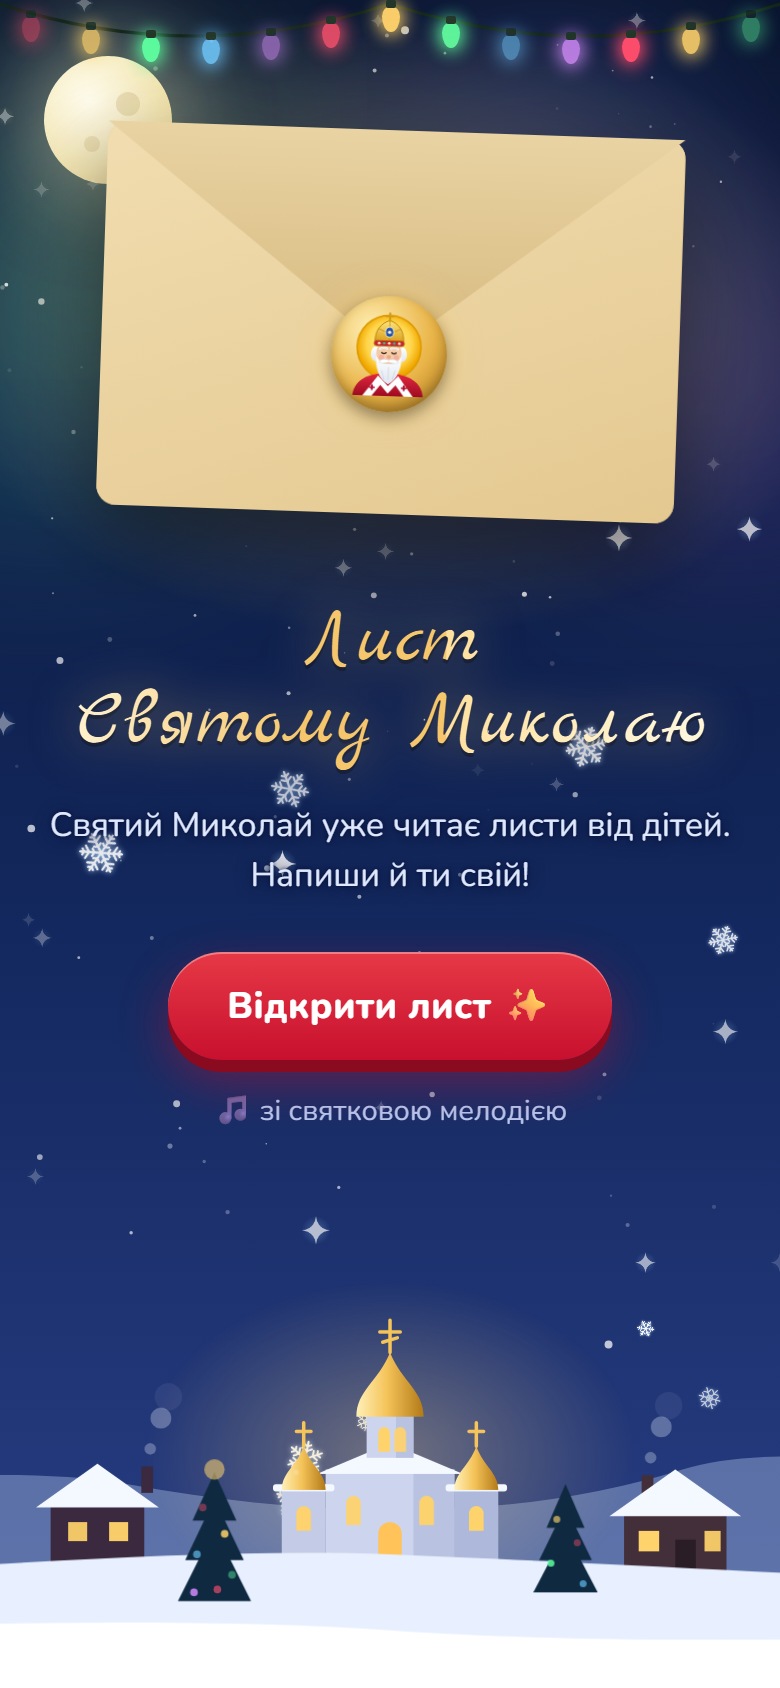 Лист
Святому Миколаю
Святий Миколай уже читає листи від дітей.
Напиши й ти свій!
Відкрити лист ✨
🎵 зі святковою мелодією